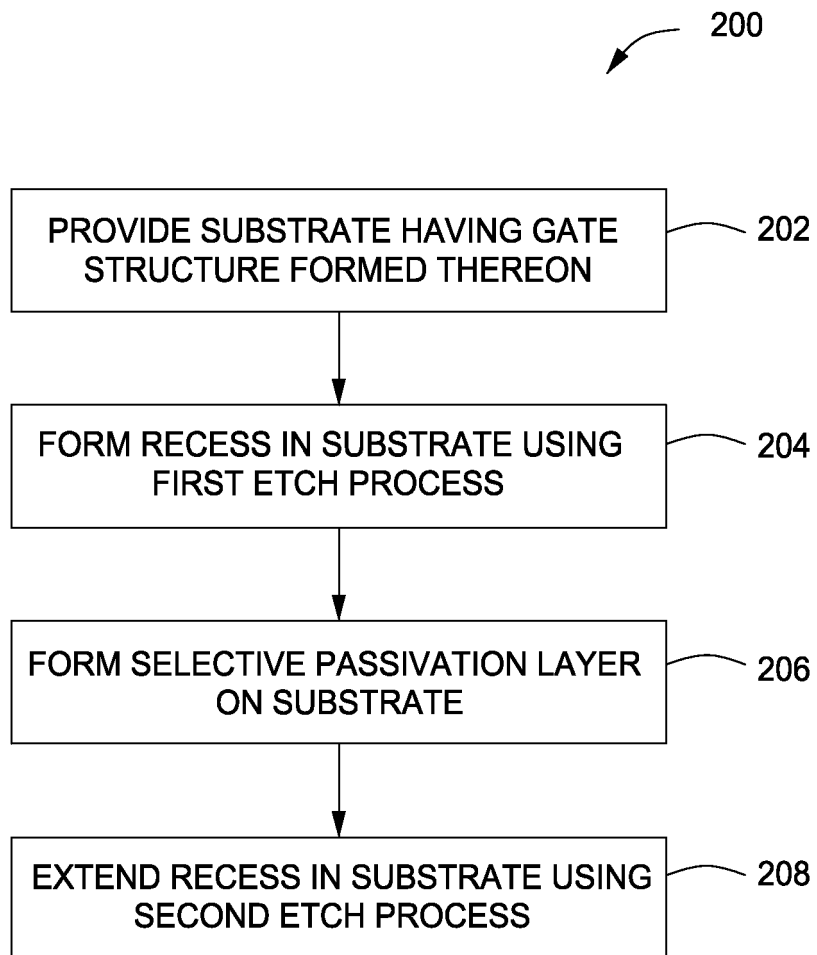 200
PROVIDE SUBSTRATE HAVING GATE
STRUCTURE FORMED THEREON
202
FORM RECESS IN SUBSTRATE USING
FIRST ETCH PROCESS
204
FORM SELECTIVE PASSIVATION LAYER
ON SUBSTRATE
206
EXTEND RECESS IN SUBSTRATE USING
SECOND ETCH PROCESS
208